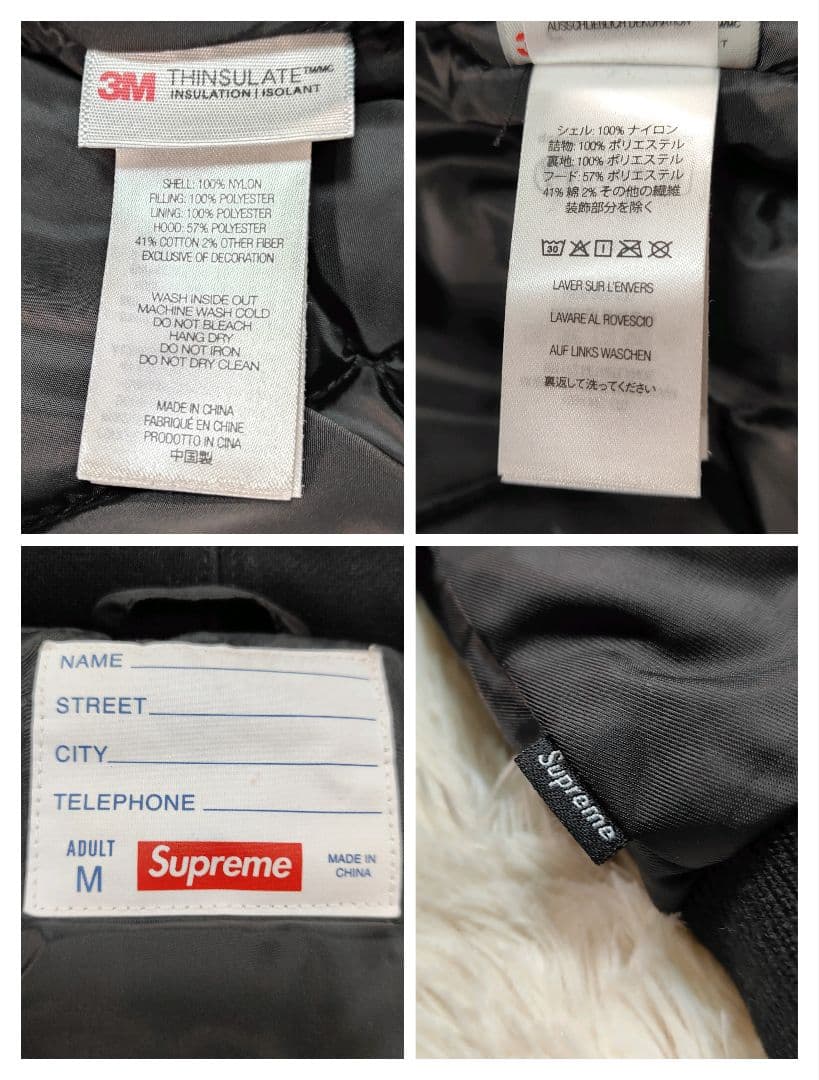 3M THINSULATE™/MC
INSULATION | ISOLANT
SHELL: 100% NYLON
FILLING: 100% POLYESTER
LINING: 100% POLYESTER
HOOD: 57% POLYESTER
41% COTTON 2% OTHER FIBER
EXCLUSIVE OF DECORATION
WASH INSIDE OUT
MACHINE WASH COLD
DO NOT BLEACH
HANG DRY
DO NOT IRON
DO NOT DRY CLEAN
MADE IN CHINA
FABRIQUÉ EN CHINE
PRODOTTO IN CINA
中国製
AUSSCHLIEBLICH DEKORATION
シェル: 100% ナイロン
詰物: 100% ポリエステル
裏地: 100% ポリエステル
フード: 57% ポリエステル
41% 綿 2% その他の繊維
装飾部分を除く
30
LAVER SUR L'ENVERS
LAVARE AL ROVESCIO
AUF LINKS WASCHEN
裏返して洗ってください
NAME
STREET
CITY
TELEPHONE
ADULT
M
Supreme
MADE IN
CHINA
Supreme